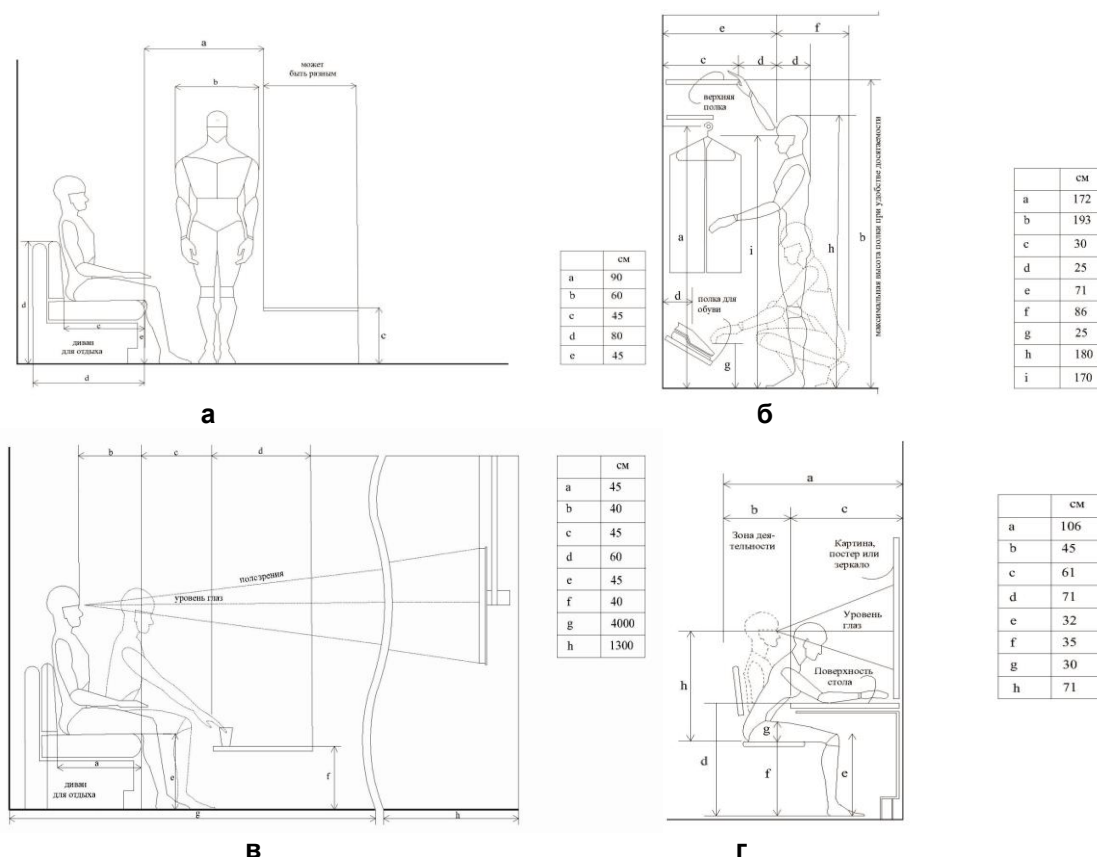 a
может
быть разным
b
d
e
e
c
диван
для отдыха
d
см
a 90
b 60
c 45
d 80
e 45
а
e f
c d d
верхняя
полка
максимальная высота полки при удобстве досягаемости
a
i
h
b
d
полка для
обуви
g
см
a 172
b 193
c 30
d 25
e 71
f 86
g 25
h 180
i 170
б
b c d
поле зрения
уровень глаз
a
e
f
диван
для отдыха
g h
см
a 45
b 40
c 45
d 60
e 45
f 40
g 4000
h 1300
в
a
b c
Зона дея-
тельности
Картина,
постер или
зеркало
Уровень
глаз
Поверхность
стола
h
g
d
f
e
см
a 106
b 45
c 61
d 71
e 32
f 35
g 30
h 71
г